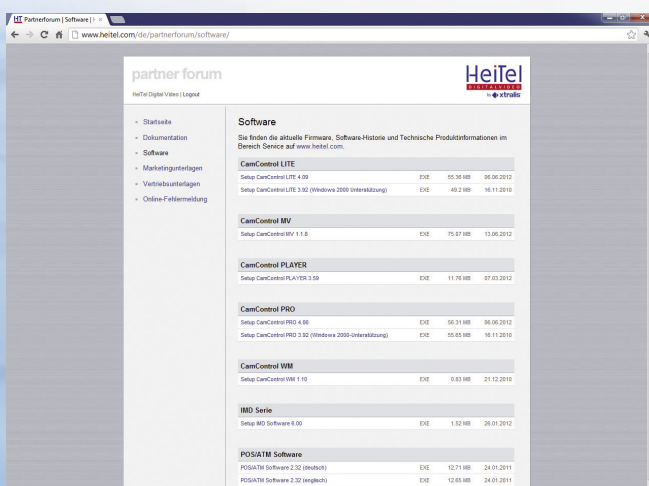 HT Partnerforum | Software | H
www.heitel.com/de/partnerforum/software/
partner forum
HeiTel
DIGITALVIDEO
by xtralis
HeiTel Digital Video | Logout
Startseite
Dokumentation
Software
Marketingunterlagen
Vertriebsunterlagen
Online-Fehlermeldung
Software
Sie finden die aktuelle Firmware, Software-Historie und Technische Produktinformationen im
Bereich Service auf www.heitel.com.
CamControl LITE
Setup CamControl LITE 4.09 EXE 55.36 MB 06.06.2012
Setup CamControl LITE 3.92 (Windows 2000 Unterstützung) EXE 49.2 MB 16.11.2010
CamControl MV
Setup CamControl MV 1.1.8 EXE 75.07 MB 13.06.2012
CamControl PLAYER
Setup CamControl PLAYER 3.59 EXE 11.76 MB 07.03.2012
CamControl PRO
Setup CamControl PRO EXE 56.31 MB 06.06.2012
Setup CamControl PRO 3.92 (Windows 2000-Unterstützung) EXE 55.65 MB 16.11.2010
CamControl WM
Setup CamControl WM 1.10 EXE 0.83 MB 21.12.2010
IMD Serie
Setup IMD Software 6.00 EXE 1.52 MB 26.01.2012
POS/ATM Software
POS/ATM Software 2.32 (deutsch) EXE 12.71 MB 24.01.2011
POS/ATM Software 2.32 (englisch) EXE 12.65 MB 24.01.2011